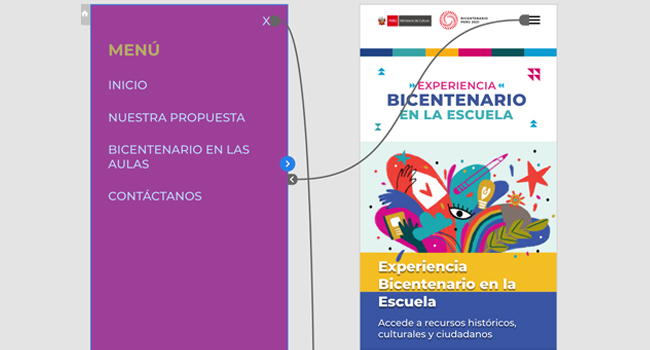 X
MENÚ
INICIO
NUESTRA PROPUESTA
BICENTENARIO EN LAS
AULAS
CONTÁCTANOS
PERÚ Ministerio de Cultura
BICENTENARIO
PERÚ 2021
EXPERIENCIA
BICENTENARIO
EN LA ESCUELA
Experiencia
Bicentenario en la
Escuela
Accede a recursos históricos,
culturales y ciudadanos